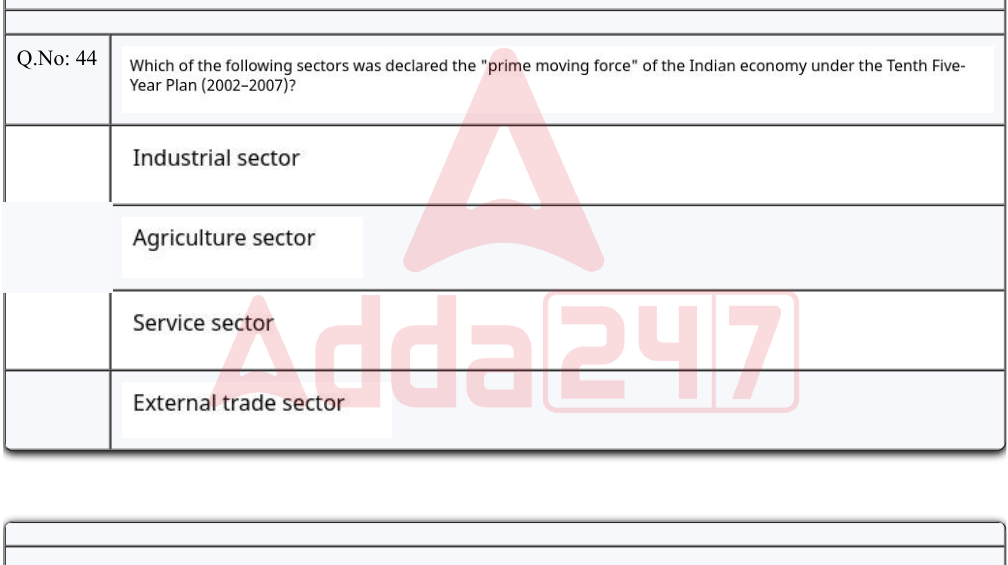 Q.No: 44
Which of the following sectors was declared the "prime moving force" of the Indian economy under the Tenth Five-
Year Plan (2002–2007)?
Industrial sector
Agriculture sector
Service sector
External trade sector
Adda247